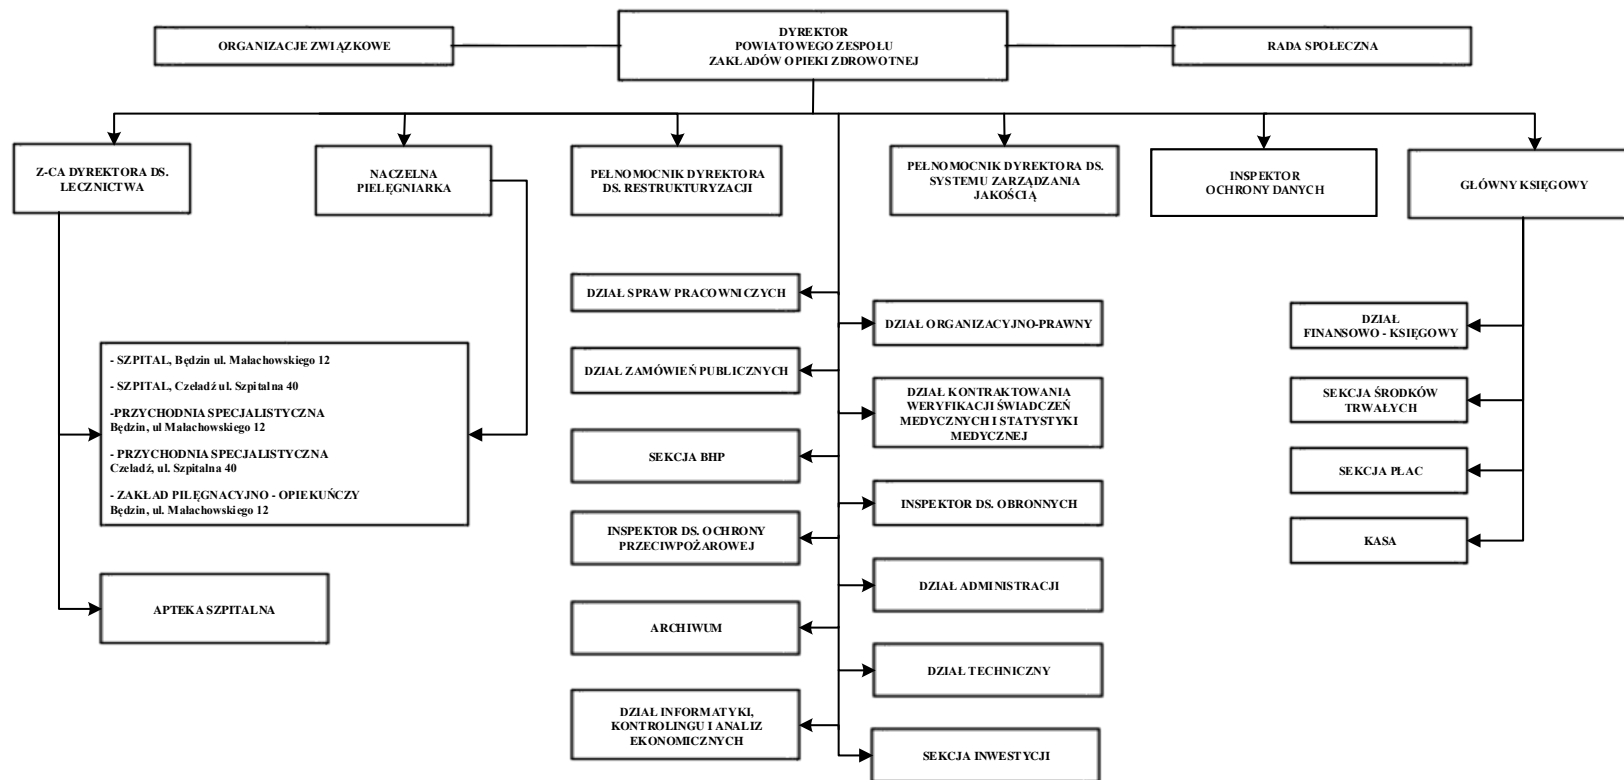 ORGANIZACJE ZWIĄZKOWE
DYREKTOR
POWIATOWEGO ZESPOŁU
ZAKŁADÓW OPIEKI ZDROWOTNEJ
RADA SPOŁECZNA
Z-CA DYREKTORA DS.
LECZNICTWA
NACZELNA
PIELĘGNIARKA
PEŁNOMOCNIK DYREKTORA
DS. RESTRUKTURYZACJI
PEŁNOMOCNIK DYREKTORA DS.
SYSTEMU ZARZĄDZANIA
JAKOŚCIĄ
INSPEKTOR
OCHRONY DANYCH
GŁÓWNY KSIĘGOWY
- SZPITAL, Będzin ul. Małachowskiego 12
- SZPITAL, Czeladź ul. Szpitalna 40
-PRZYCHODNIA SPECJALISTYCZNA
Będzin, ul Małachowskiego 12
- PRZYCHODNIA SPECJALISTYCZNA
Czeladź, ul. Szpitalna 40
- ZAKŁAD PILĘGNACYJNO - OPIEKUŃCZY
Będzin, ul. Małachowskiego 12
APTEKA SZPITALNA
DZIAŁ SPRAW PRACOWNICZYCH
DZIAŁ ZAMÓWIEŃ PUBLICZNYCH
SEKCJA BHP
INSPEKTOR DS. OCHRONY
PRZECIWPOŻAROWEJ
ARCHIWUM
DZIAŁ INFORMATYKI,
KONTROLINGU I ANALIZ
EKONOMICZNYCH
DZIAŁ ORGANIZACYJNO-PRAWNY
DZIAŁ KONTRAKTOWANIA
WERYFIKACJI ŚWIADCZEŃ
MEDYCZNYCH I STATYSTYKI
MEDYCZNEJ
INSPEKTOR DS. OBRONNYCH
DZIAŁ ADMINISTRACJI
DZIAŁ TECHNICZNY
SEKCJA INWESTYCJI
DZIAŁ
FINANSOWO - KSIĘGOWY
SEKCJA ŚRODKÓW
TRWAŁYCH
SEKCJA PŁAC
KASA